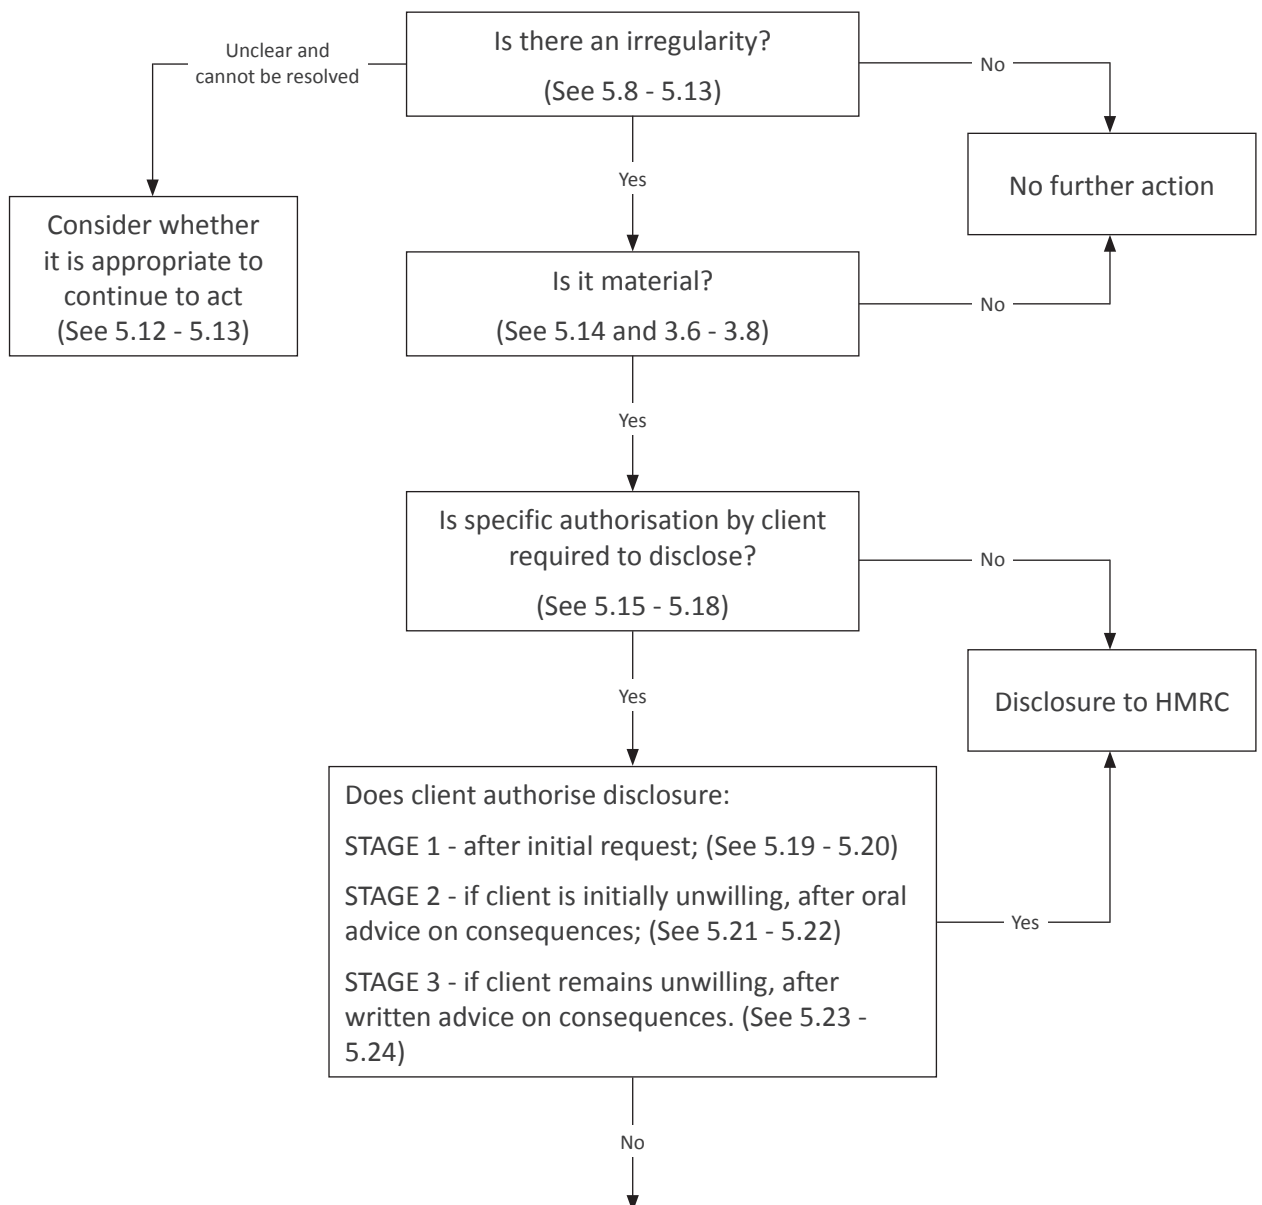 Is there an irregularity?
(See 5.8 - 5.13)
Unclear and
cannot be resolved
No
Yes
No further action
Consider whether
it is appropriate to
continue to act
(See 5.12 - 5.13)
Is it material?
(See 5.14 and 3.6 - 3.8)
No
Yes
Is specific authorisation by client
required to disclose?
(See 5.15 - 5.18)
No
Yes
Disclosure to HMRC
Does client authorise disclosure:
STAGE 1 - after initial request; (See 5.19 - 5.20)
STAGE 2 - if client is initially unwilling, after oral
advice on consequences; (See 5.21 - 5.22)
STAGE 3 - if client remains unwilling, after
written advice on consequences. (See 5.23 -
5.24)
Yes
No